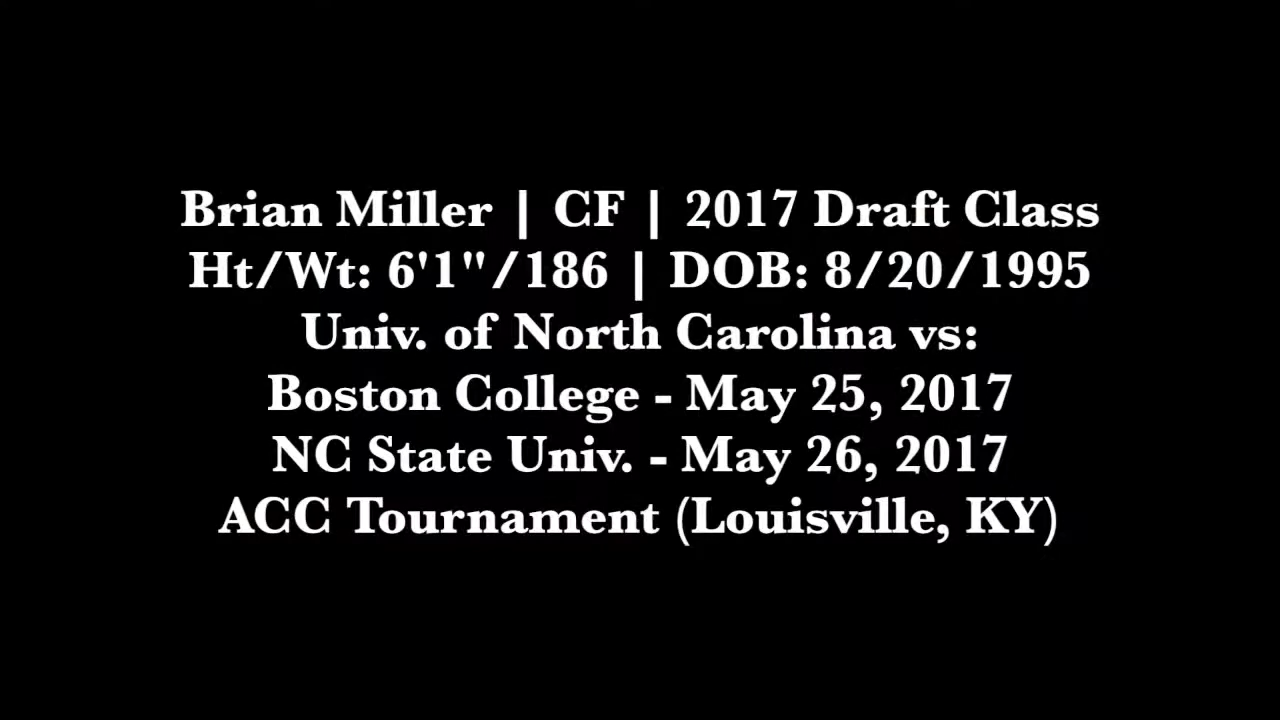 Brian Miller | CF | 2017 Draft Class
Ht/Wt: 6'1"/186 | DOB: 8/20/1995
Univ. of North Carolina vs:
Boston College - May 25, 2017
NC State Univ. - May 26, 2017
ACC Tournament (Louisville, KY)